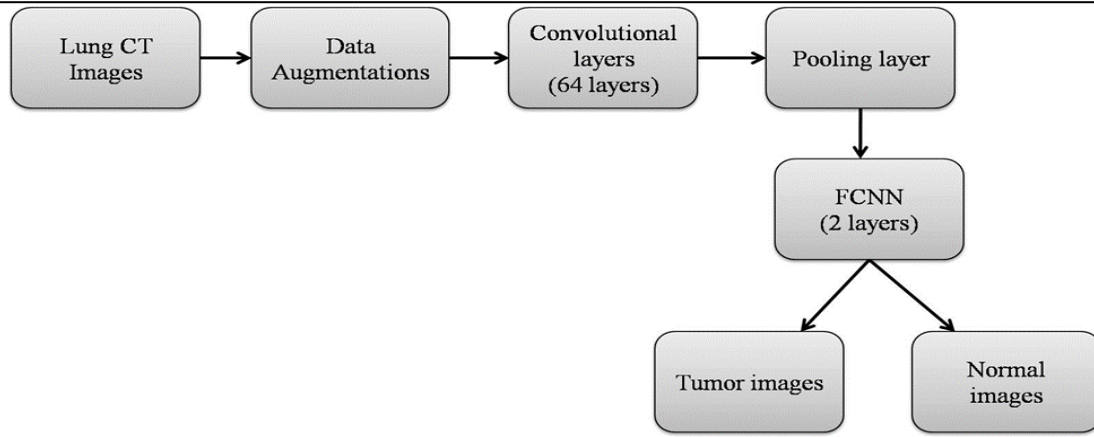 Lung CT
Images
Data
Augmentations
Convolutional
layers
(64 layers)
Pooling layer
FCNN
(2 layers)
Tumor images
Normal
images